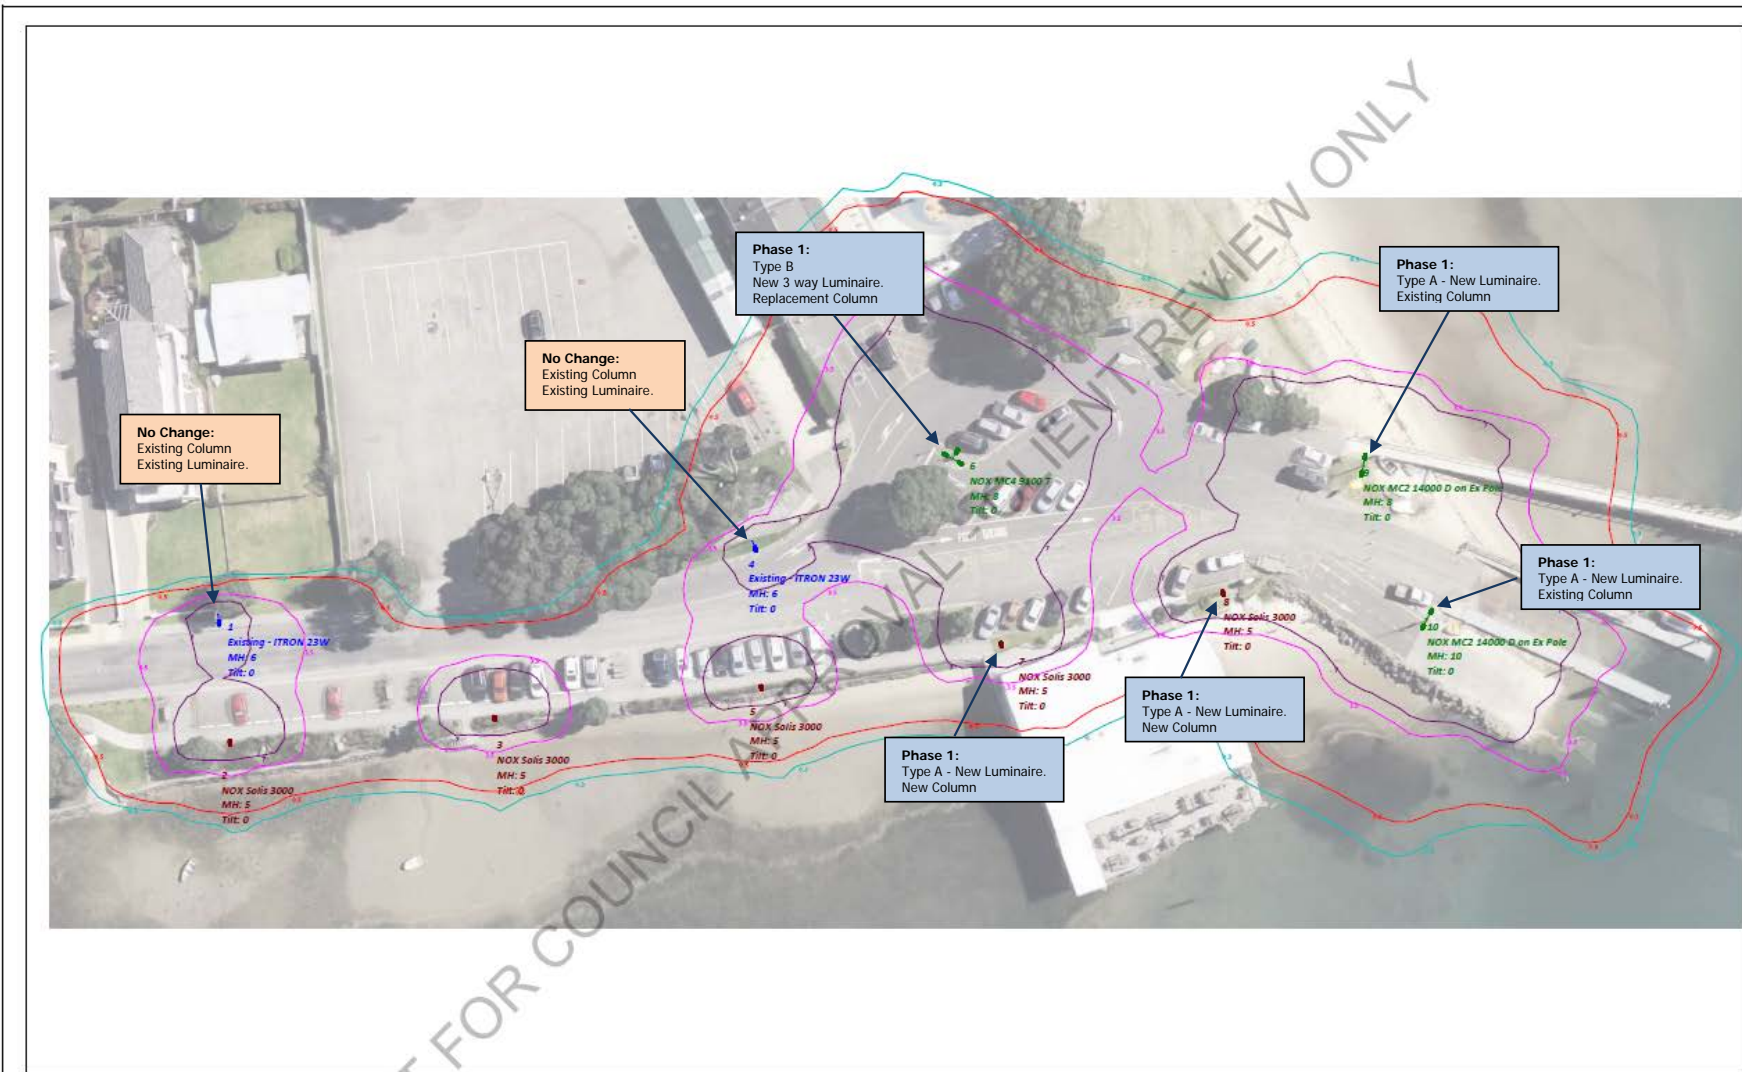 Phase 1:
Type B
New 3 way Luminaire.
Replacement Column
Phase 1:
Type A - New Luminaire.
Existing Column
No Change:
Existing Column
Existing Luminaire.
No Change:
Existing Column
Existing Luminaire.
6
NOX MC4 9100 T
MH: 8
Tilt: 0
9
NOX MC2 14000 D on Ex Pole
MH: 8
Tilt: 0
4
Existing - ITRON 23W
MH: 6
Tilt: 0
Phase 1:
Type A - New Luminaire.
Existing Column
1
Existing - ITRON 23W
MH: 6
Tilt: 0
8
NOX Solis 3000
MH: 5
Tilt: 0
10
NOX MC2 14000 D on Ex Pole
MH: 10
Tilt: 0
NOX Solis 3000
MH: 5
Tilt: 0
Phase 1:
Type A - New Luminaire.
New Column
5
NOX Solis 3000
MH: 5
Tilt: 0
Phase 1:
Type A - New Luminaire.
New Column
3
NOX Solis 3000
MH: 5
Tilt: 0
2
NOX Solis 3000
MH: 5
Tilt: 0
FOR COUNCIL CLIENT REVIEW ONLY